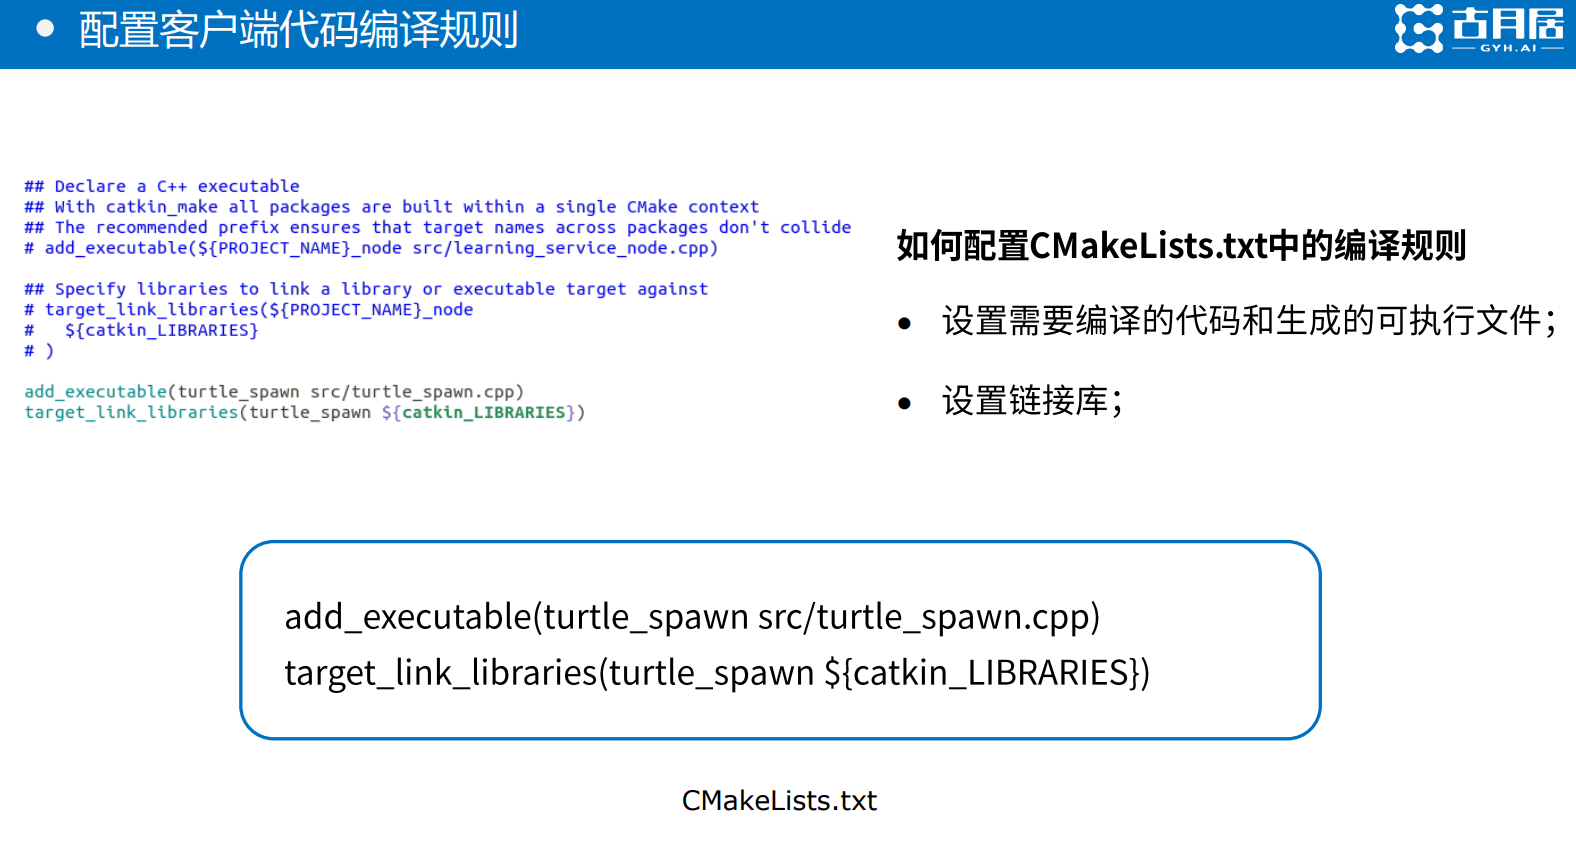 • 配置客户端代码编译规则
古月居
GYH.AI
## Declare a C++ executable
## With catkin_make all packages are built within a single CMake context
## The recommended prefix ensures that target names across packages don't collide
# add_executable(${PROJECT_NAME}_node src/learning_service_node.cpp)
## Specify libraries to link a library or executable target against
# target_link_libraries(${PROJECT_NAME}_node
#   ${catkin_LIBRARIES}
# )
add_executable(turtle_spawn src/turtle_spawn.cpp)
target_link_libraries(turtle_spawn ${catkin_LIBRARIES})
如何配置CMakeLists.txt中的编译规则
• 设置需要编译的代码和生成的可执行文件；
• 设置链接库；
add_executable(turtle_spawn src/turtle_spawn.cpp)
target_link_libraries(turtle_spawn ${catkin_LIBRARIES})
CMakeLists.txt